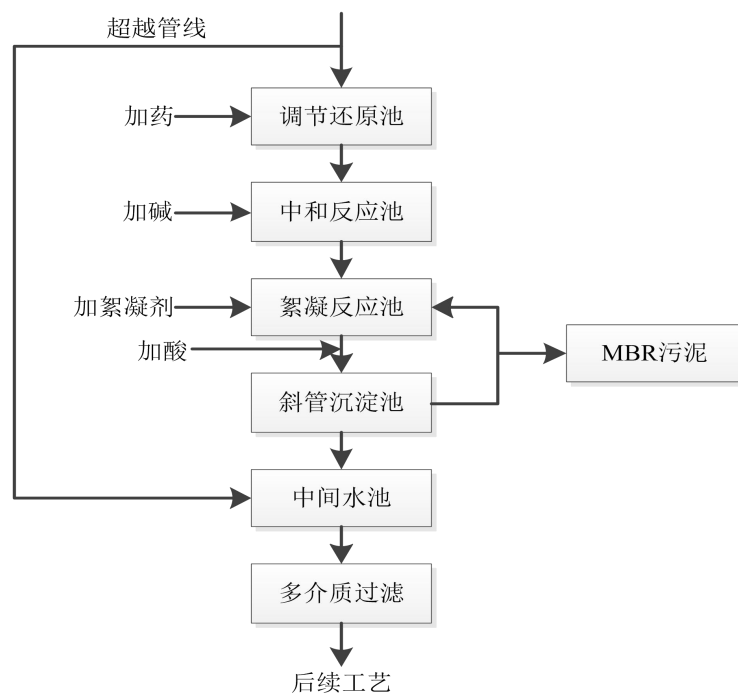 超越管线
加药
调节还原池
加碱
中和反应池
加絮凝剂
絮凝反应池
加酸
MBR污泥
斜管沉淀池
中间水池
多介质过滤
后续工艺